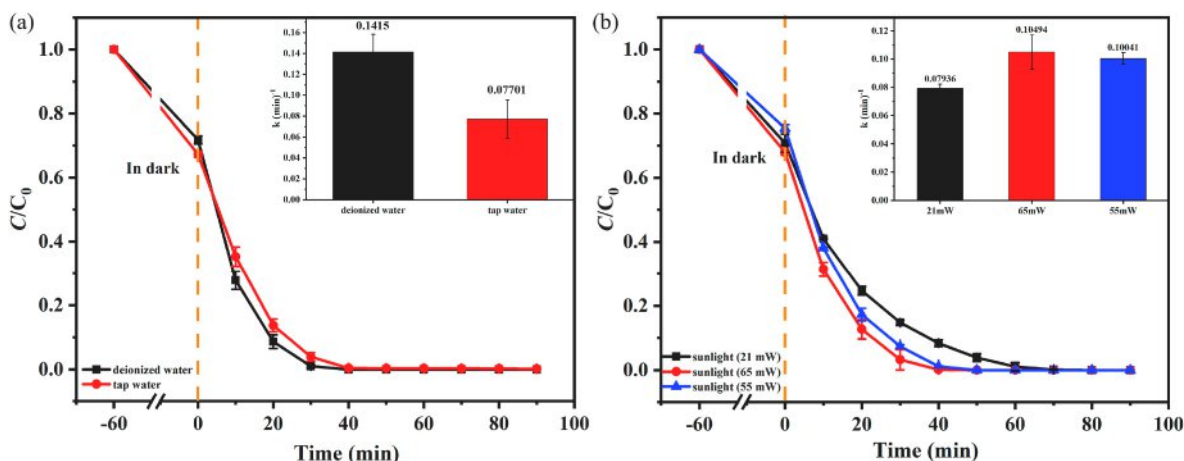 (a)
C/C0
1.0
0.8
0.6
0.4
0.2
0.0
In dark
deionized water
tap water
-60 0 20 40 60 80 100
Time (min)
k (min)-1
0.16
0.14
0.12
0.10
0.08
0.06
0.04
0.02
0.00
0.1415
0.07701
deionized water tap water
(b)
C/C0
1.0
0.8
0.6
0.4
0.2
0.0
In dark
sunlight (21 mW)
sunlight (65 mW)
sunlight (55 mW)
-60 0 20 40 60 80 100
Time (min)
k (min)-1
0.12
0.10
0.08
0.06
0.04
0.02
0.00
0.07936
0.10494
0.10041
21mW 65mW 55mW